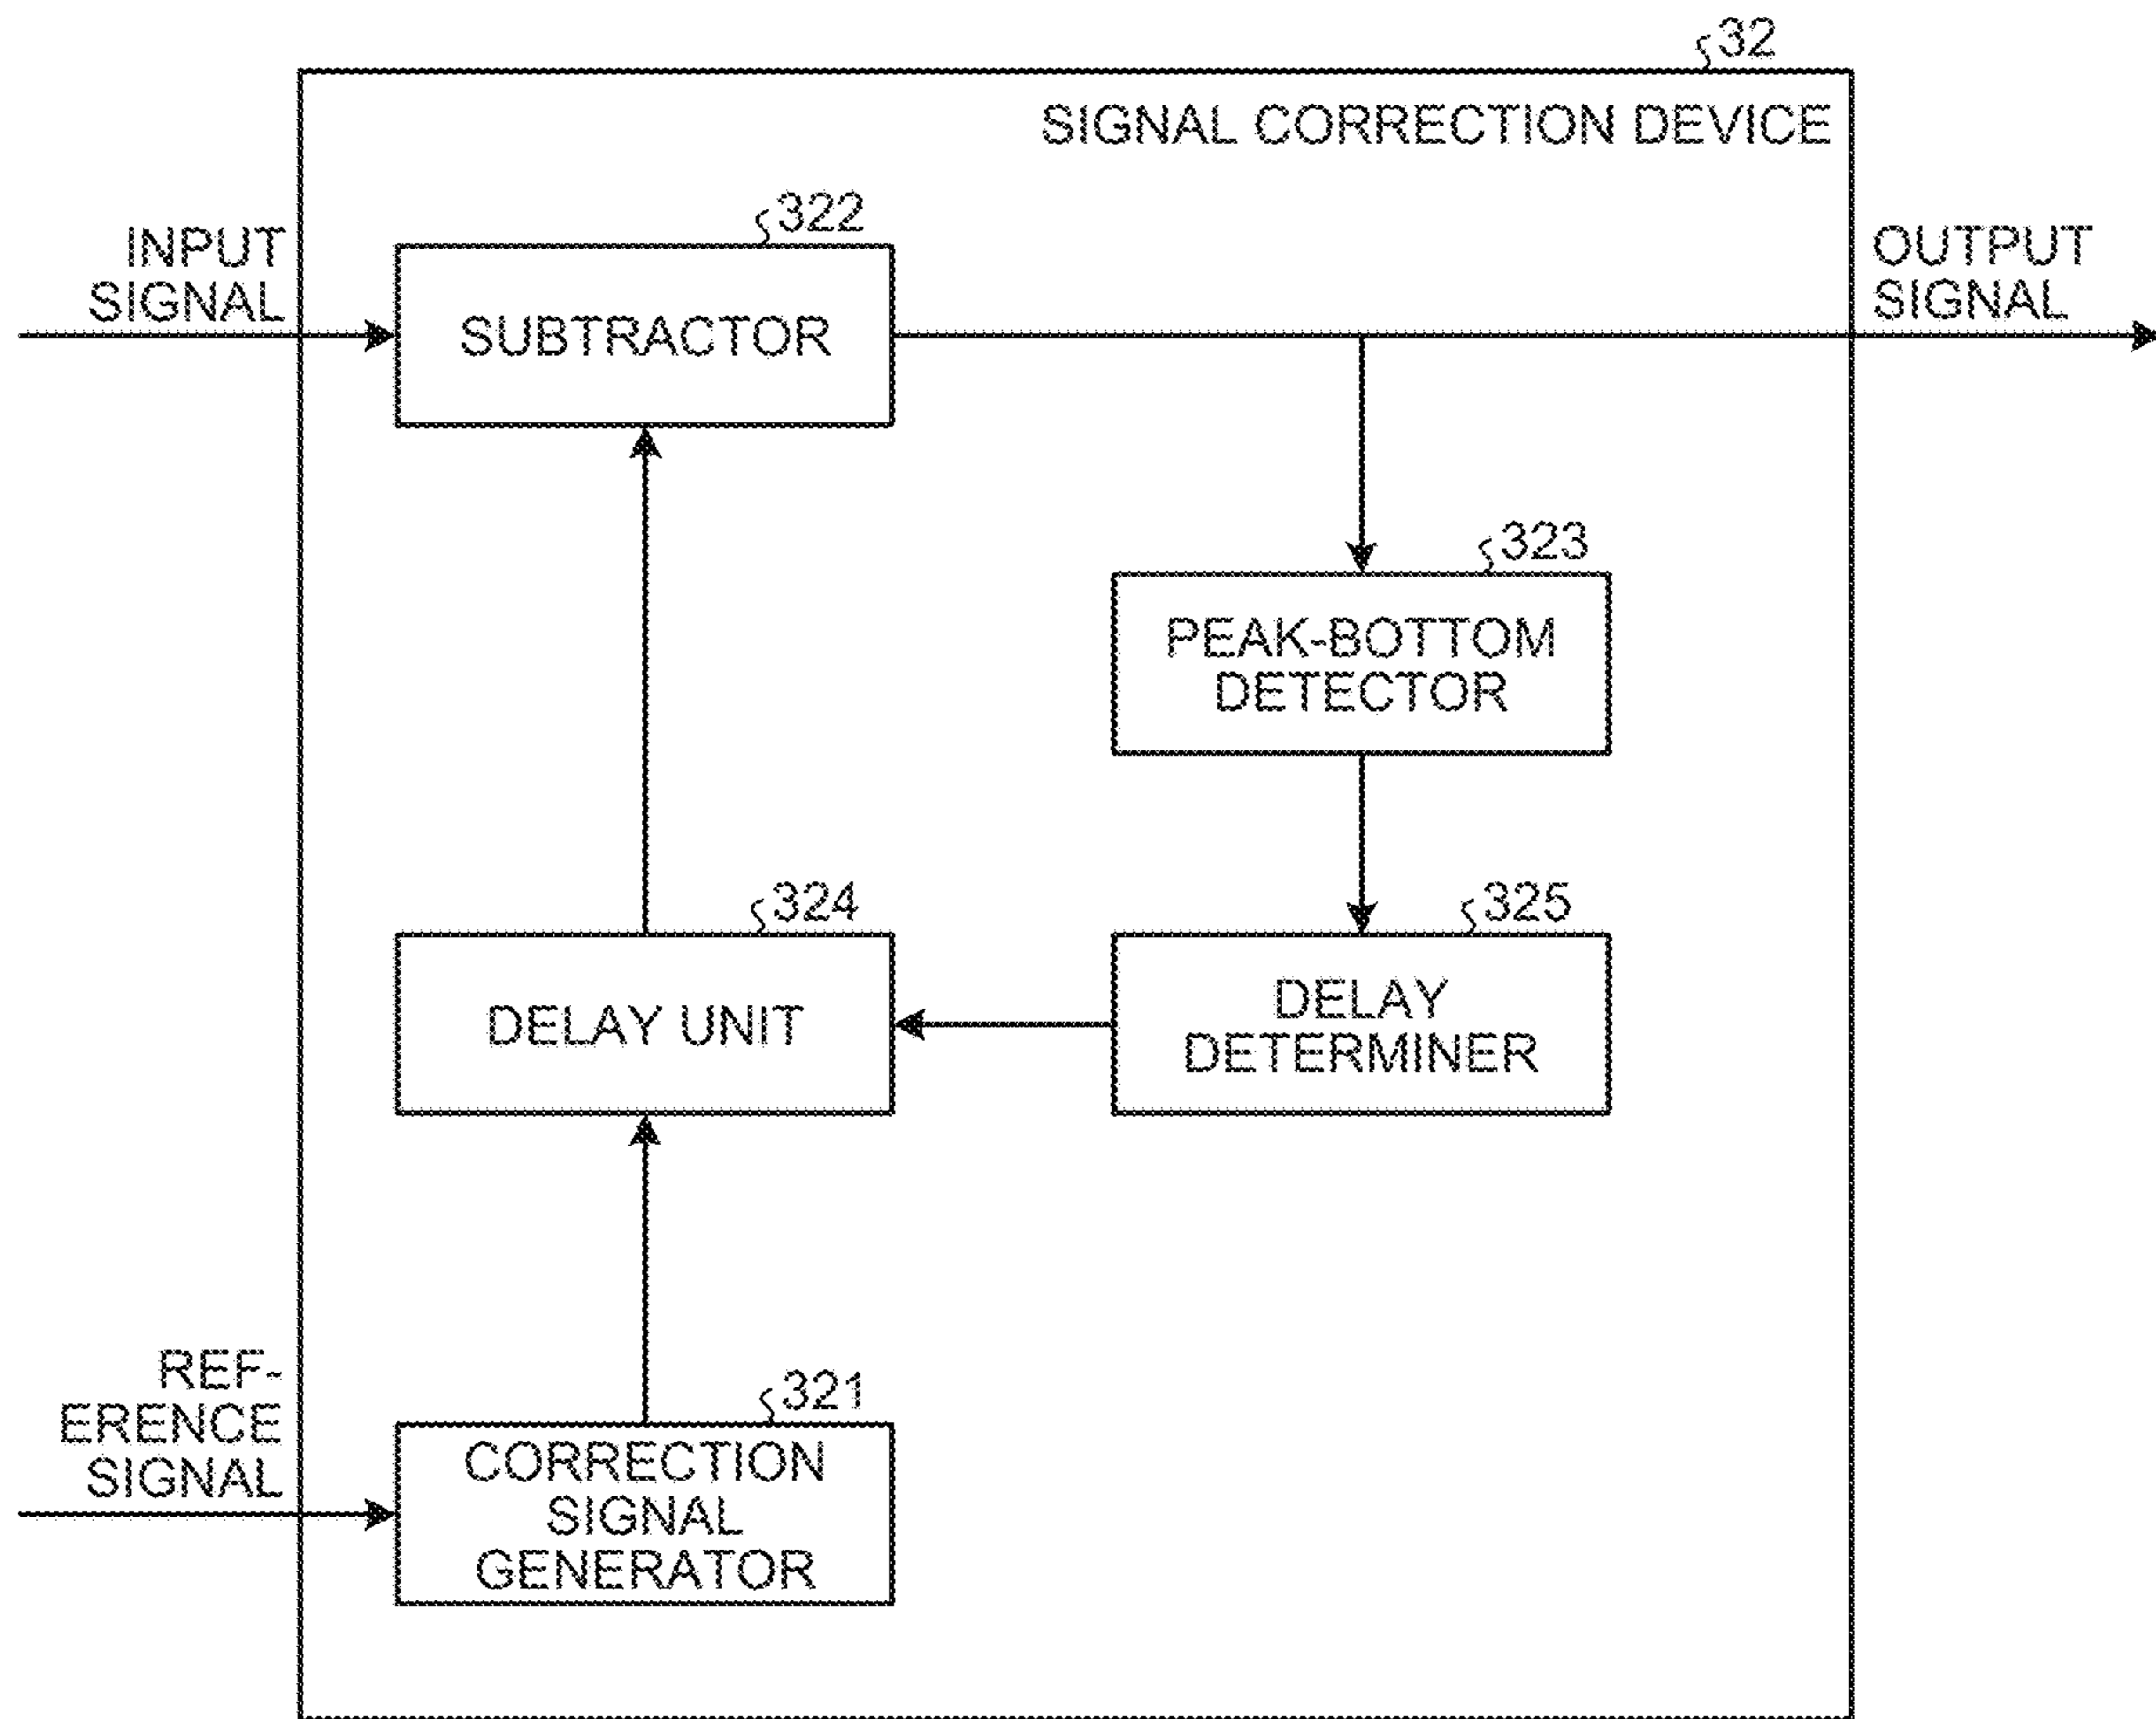 32
SIGNAL CORRECTION DEVICE
322
INPUT
SIGNAL
SUBTRACTOR
OUTPUT
SIGNAL
323
PEAK-BOTTOM
DETECTOR
324
DELAY UNIT
325
DELAY
DETERMINER
REF-
ERENCE
SIGNAL
321
CORRECTION
SIGNAL
GENERATOR